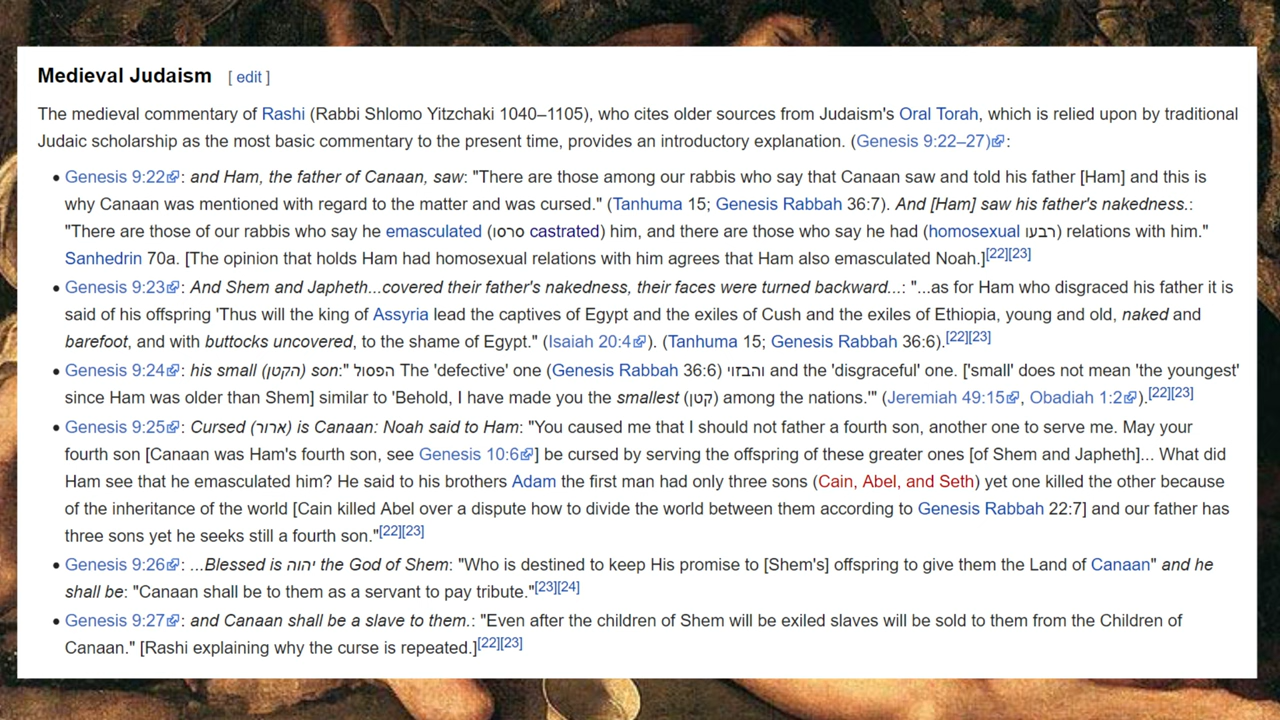 Medieval Judaism [ edit ]
The medieval commentary of Rashi (Rabbi Shlomo Yitzchaki 1040–1105), who cites older sources from Judaism's Oral Torah, which is relied upon by traditional
Judaic scholarship as the most basic commentary to the present time, provides an introductory explanation. (Genesis 9:22–27):
• Genesis 9:22: and Ham, the father of Canaan, saw: "There are those among our rabbis who say that Canaan saw and told his father [Ham] and this is
why Canaan was mentioned with regard to the matter and was cursed." (Tanhuma 15; Genesis Rabbah 36:7). And [Ham] saw his father's nakedness.:
"There are those of our rabbis who say he emasculated (סרסו castrated) him, and there are those who say he had (homosexual רבעו) relations with him."
Sanhedrin 70a. [The opinion that holds Ham had homosexual relations with him agrees that Ham also emasculated Noah.][22][23]
• Genesis 9:23: And Shem and Japheth...covered their father's nakedness, their faces were turned backward...: "...as for Ham who disgraced his father it is
said of his offspring 'Thus will the king of Assyria lead the captives of Egypt and the exiles of Cush and the exiles of Ethiopia, young and old, naked and
barefoot, and with buttocks uncovered, to the shame of Egypt." (Isaiah 20:4). (Tanhuma 15; Genesis Rabbah 36:6).[22][23]
• Genesis 9:24: his small (הקטן) son:" הפסול The 'defective' one (Genesis Rabbah 36:6) והבזוי and the 'disgraceful' one. ['small' does not mean 'the youngest'
since Ham was older than Shem] similar to 'Behold, I have made you the smallest (קטן) among the nations.'" (Jeremiah 49:15, Obadiah 1:2).[22][23]
• Genesis 9:25: Cursed (ארור) is Canaan: Noah said to Ham: "You caused me that I should not father a fourth son, another one to serve me. May your
fourth son [Canaan was Ham's fourth son, see Genesis 10:6] be cursed by serving the offspring of these greater ones [of Shem and Japheth]... What did
Ham see that he emasculated him? He said to his brothers Adam the first man had only three sons (Cain, Abel, and Seth) yet one killed the other because
of the inheritance of the world [Cain killed Abel over a dispute how to divide the world between them according to Genesis Rabbah 22:7] and our father has
three sons yet he seeks still a fourth son."[22][23]
• Genesis 9:26: ...Blessed is יהוה the God of Shem: "Who is destined to keep His promise to [Shem's] offspring to give them the Land of Canaan" and he
shall be: "Canaan shall be to them as a servant to pay tribute."[23][24]
• Genesis 9:27: and Canaan shall be a slave to them.: "Even after the children of Shem will be exiled slaves will be sold to them from the Children of
Canaan." [Rashi explaining why the curse is repeated.][22][23]